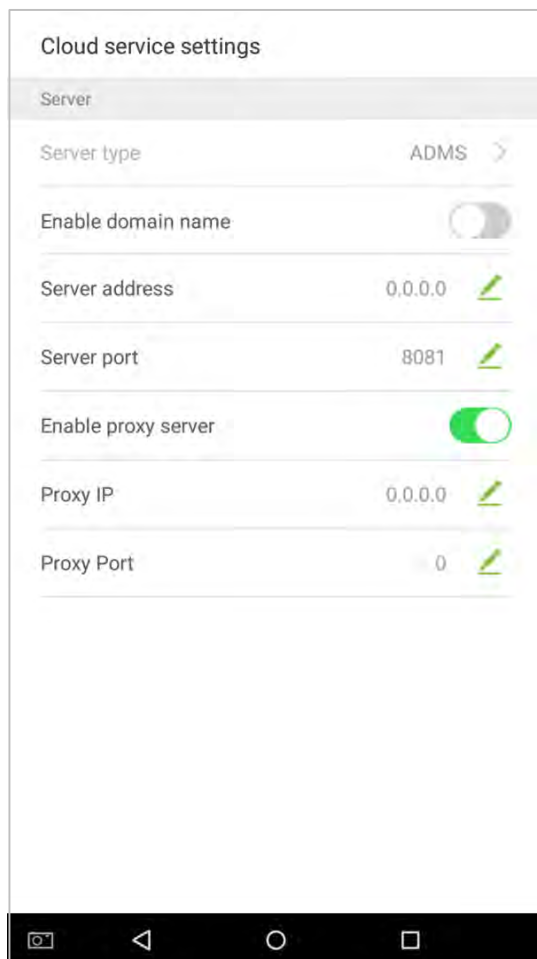 Cloud service settings
Server
Server type ADMS
Enable domain name
Server address 0.0.0.0
Server port 8081
Enable proxy server
Proxy IP 0.0.0.0
Proxy Port 0